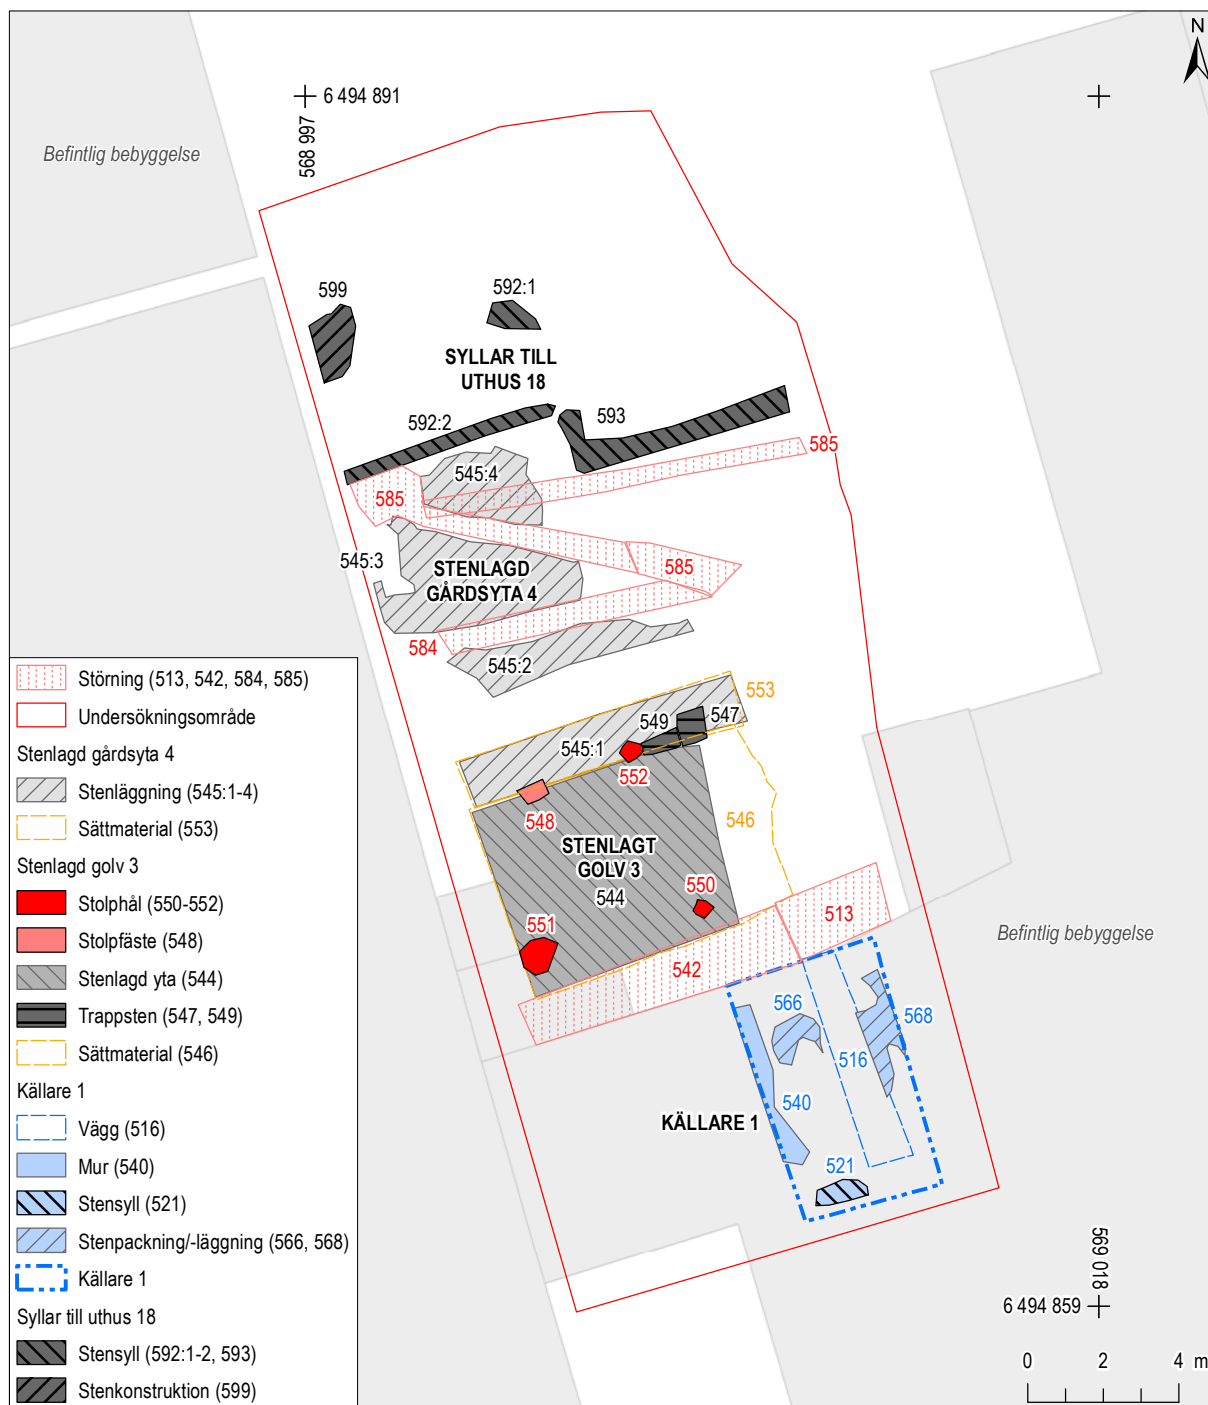 N
6 494 891
568 997
Befintlig bebyggelse
599
592:1
SYLLAR TILL
UTHUS 18
592:2
593
585
545:4
585
545:3
STENLAGD
GÅRDSYTA 4
585
584
545:2
553
549
547
545:1
552
548
546
STENLAGT
GOLV 3
544
550
551
513
542
Befintlig bebyggelse
566
568
516
540
KÄLLARE 1
521
569 018
6 494 859
0 2 4 m
Störning (513, 542, 584, 585)
Undersökningsområde
Stenlagd gårdsyta 4
Stenläggning (545:1-4)
Sättmaterial (553)
Stenlagd golv 3
Stolphål (550-552)
Stolpfäste (548)
Stenlagd yta (544)
Trappsten (547, 549)
Sättmaterial (546)
Källare 1
Vägg (516)
Mur (540)
Stensyll (521)
Stenpackning/-läggning (566, 568)
Källare 1
Syllar till uthus 18
Stensyll (592:1-2, 593)
Stenkonstruktion (599)